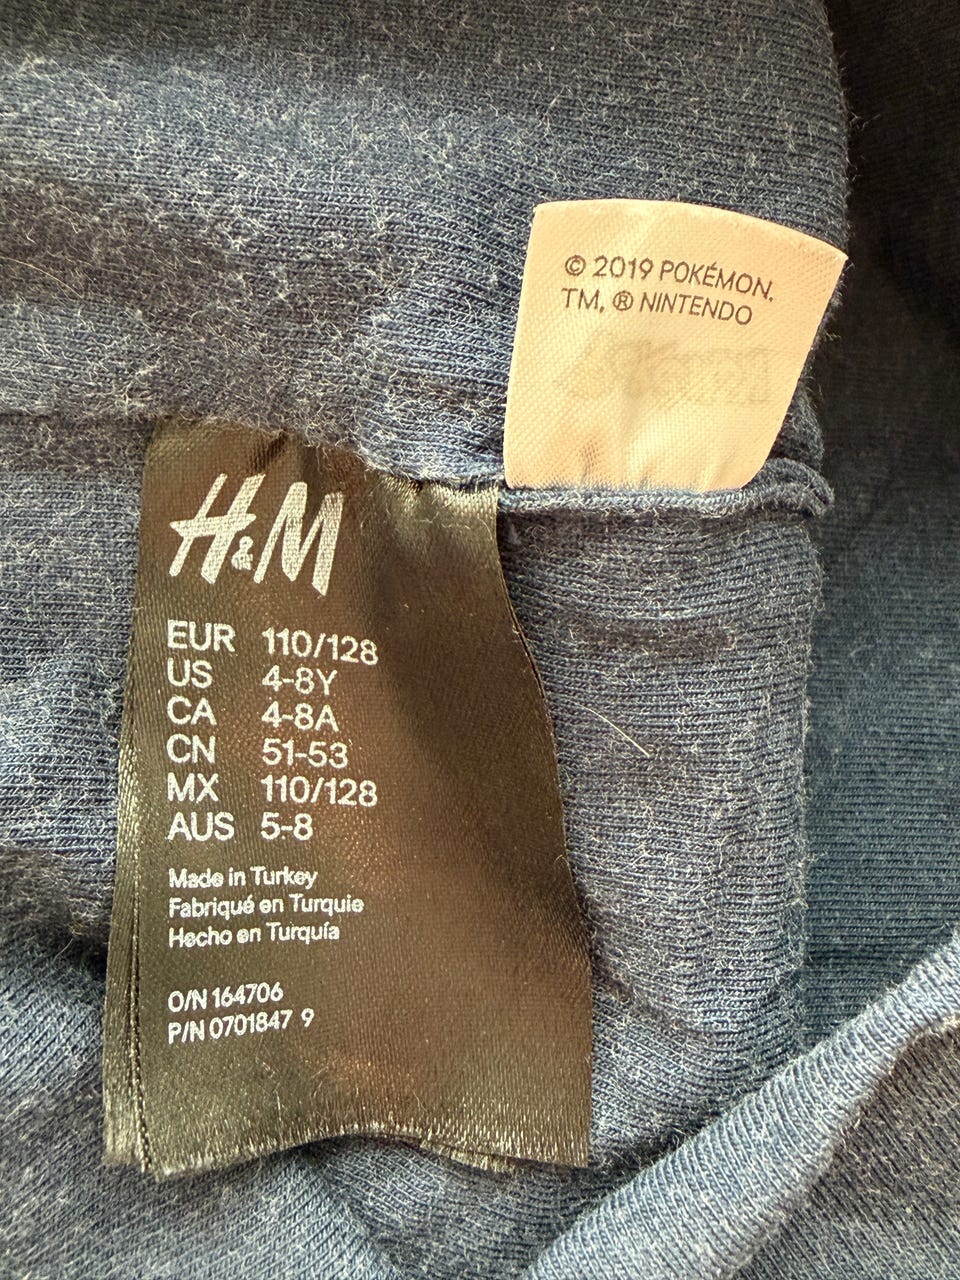 © 2019 POKÉMON.
TM, ® NINTENDO
H&M
EUR 110/128
US 4-8Y
CA 4-8A
CN 51-53
MX 110/128
AUS 5-8
Made in Turkey
Fabriqué en Turquie
Hecho en Turquía
O/N 164706
P/N 0701847 9